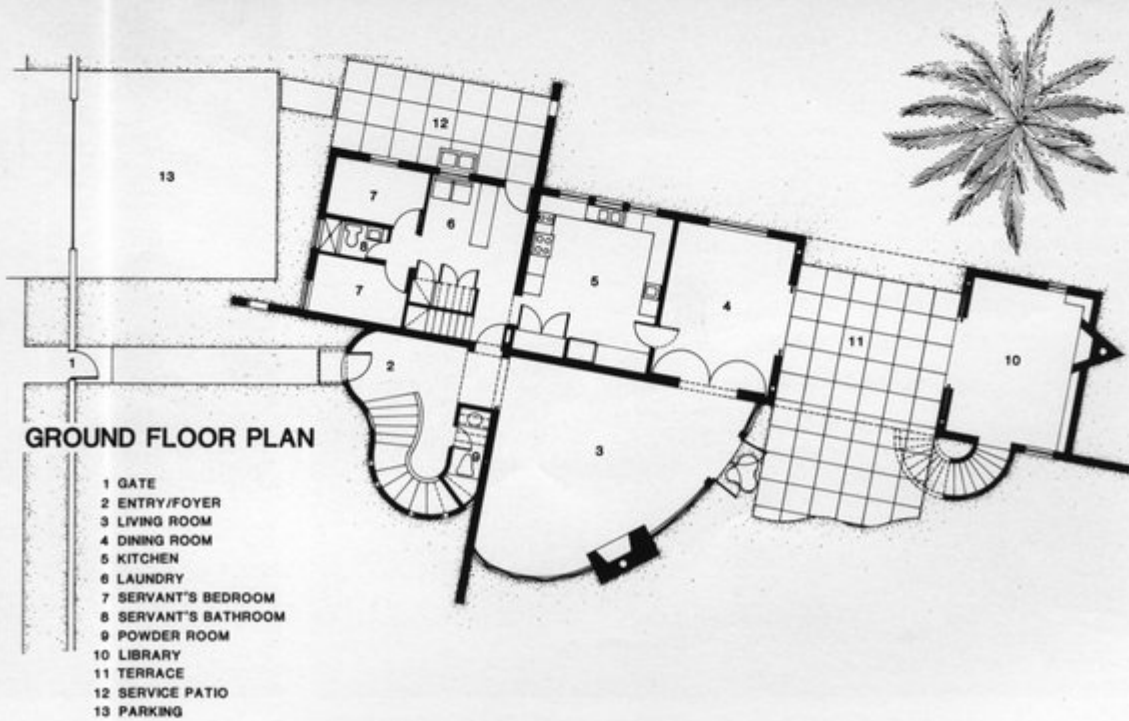 12
13
7
6
8
5
4
7
11
10
1
2
3
9
GROUND FLOOR PLAN
1 GATE
2 ENTRY/FOYER
3 LIVING ROOM
4 DINING ROOM
5 KITCHEN
6 LAUNDRY
7 SERVANT'S BEDROOM
8 SERVANT'S BATHROOM
9 POWDER ROOM
10 LIBRARY
11 TERRACE
12 SERVICE PATIO
13 PARKING